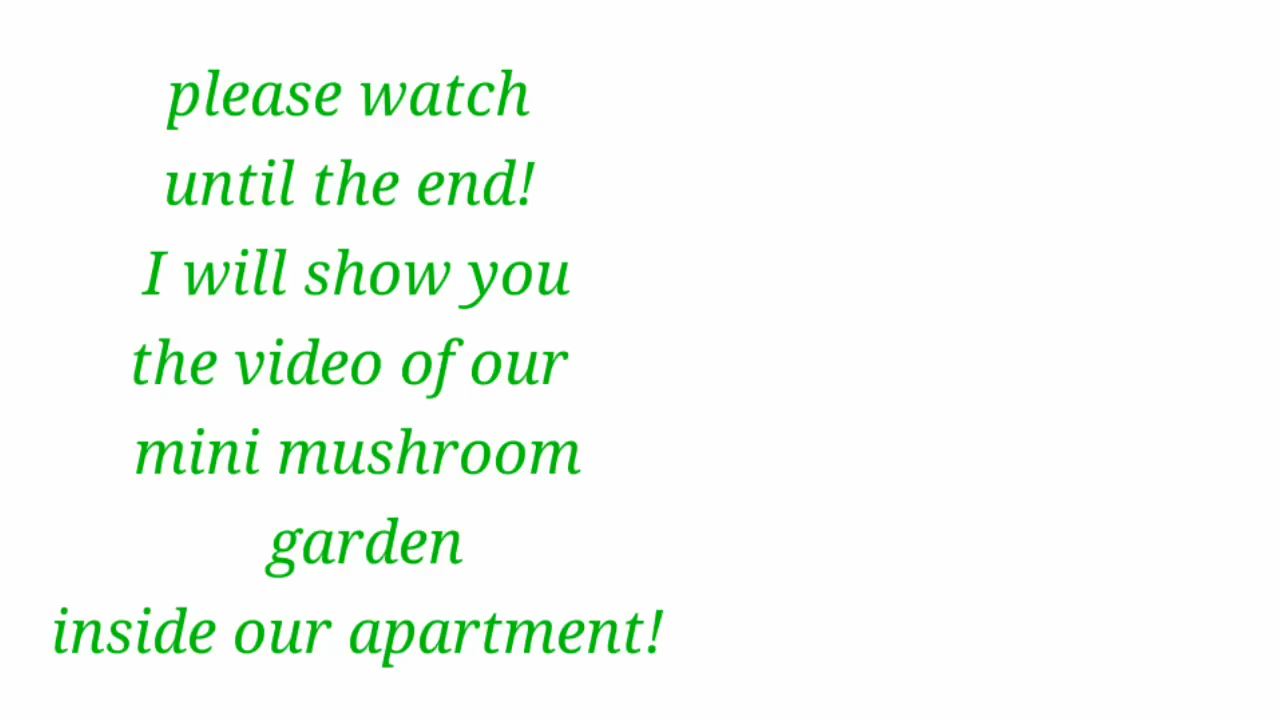 please watch
until the end!
I will show you
the video of our
mini mushroom
garden
inside our apartment!